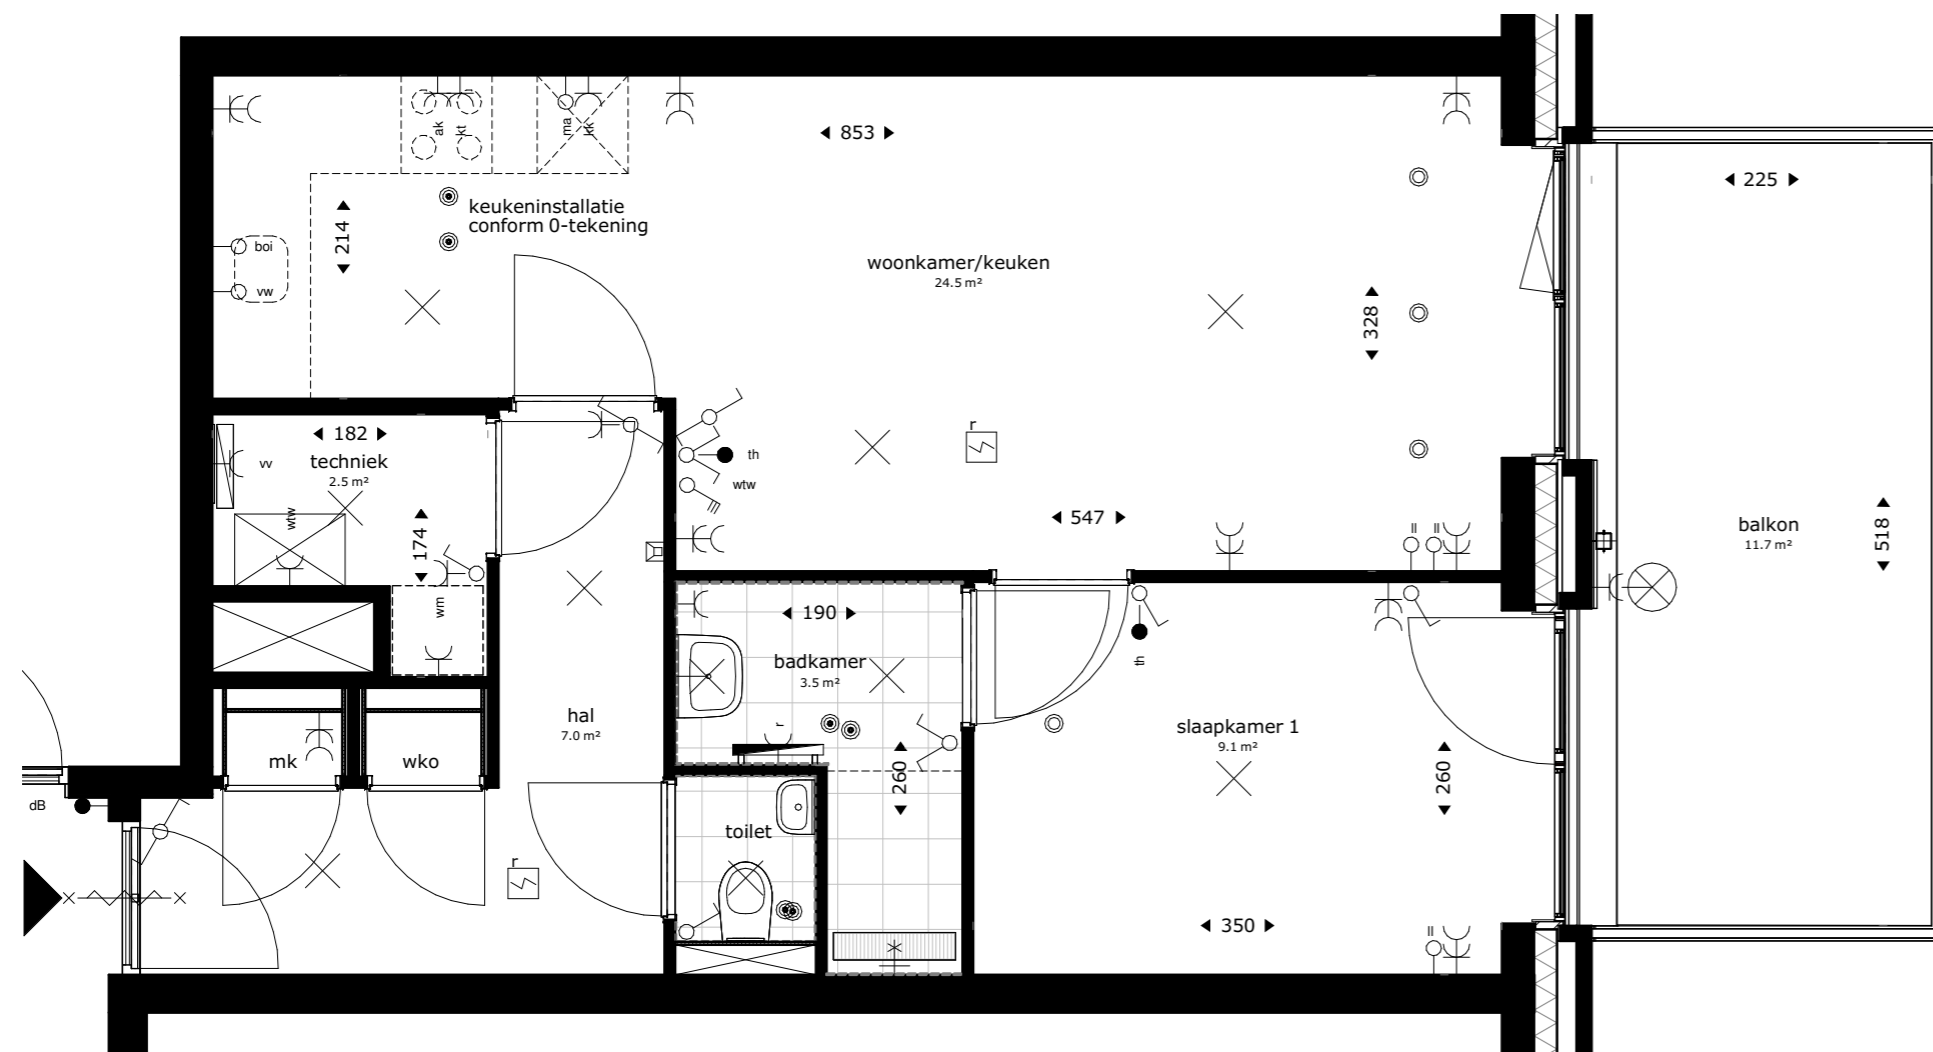 853
225
ak
kt
ma
kk
keukeninstallatie
conform 0-tekening
214
boi
vw
woonkamer/keuken
24.5 m²
328
182
techniek
2.5 m²
vv
wtw
174
wm
r
th
wtw
547
ll
ll
balkon
11.7 m²
518
190
badkamer
3.5 m²
r
260
th
hal
7.0 m²
slaapkamer 1
9.1 m²
260
mk
wko
dB
toilet
r
350
ll